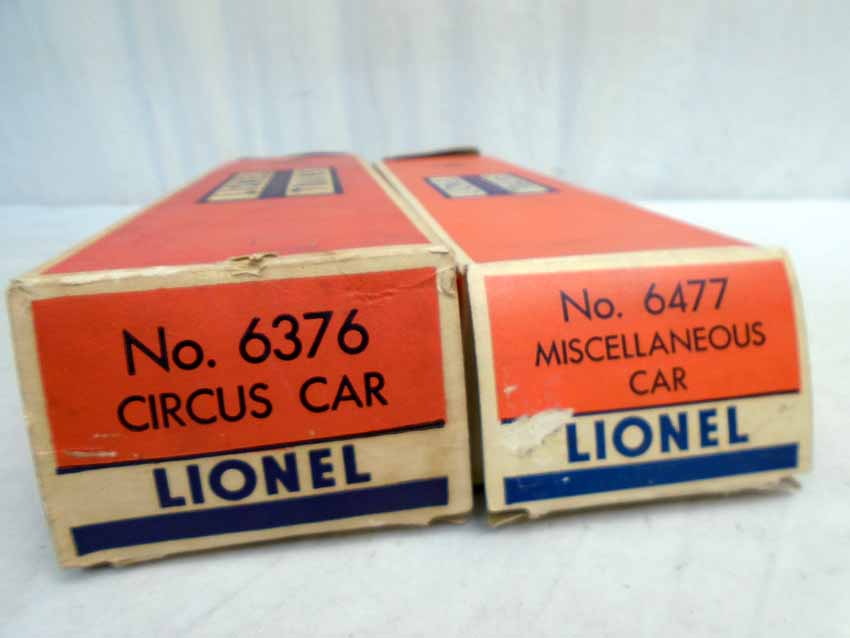 No. 6376
CIRCUS CAR
LIONEL
No. 6477
MISCELLANEOUS
CAR
LIONEL